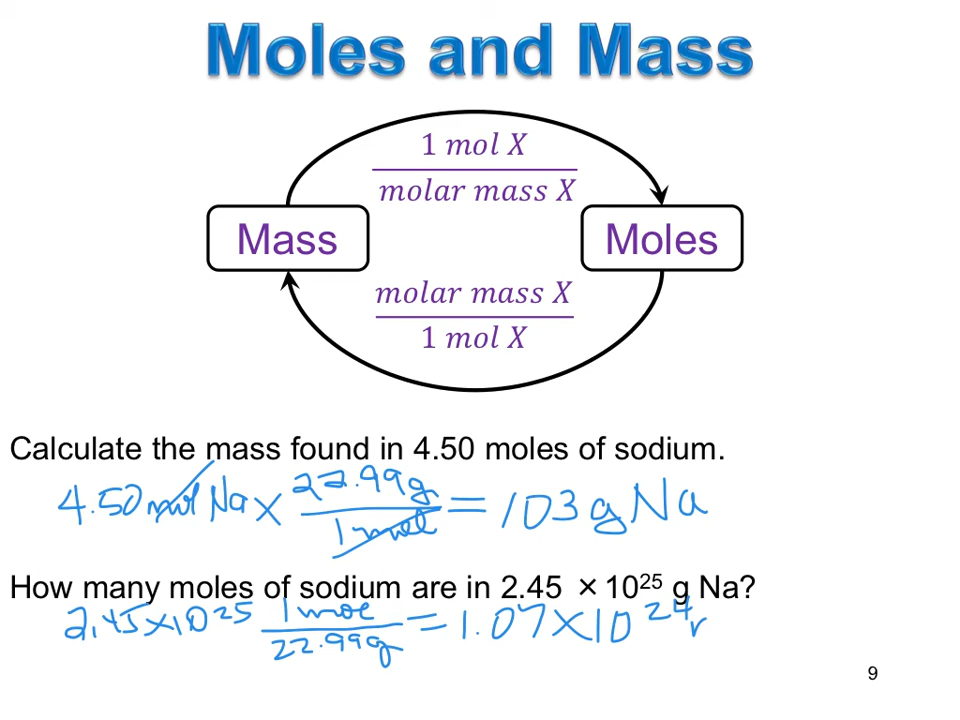 Moles and Mass
1 mol X
molar mass X
Mass
Moles
molar mass X
1 mol X
Calculate the mass found in 4.50 moles of sodium.
4.50 mol Na × 22.99g / 1 mol = 103 g Na
How many moles of sodium are in 2.45 × 10²⁵ g Na?
2.45×10²⁵ 1 mol / 22.99g = 1.07×10²⁴ r
9